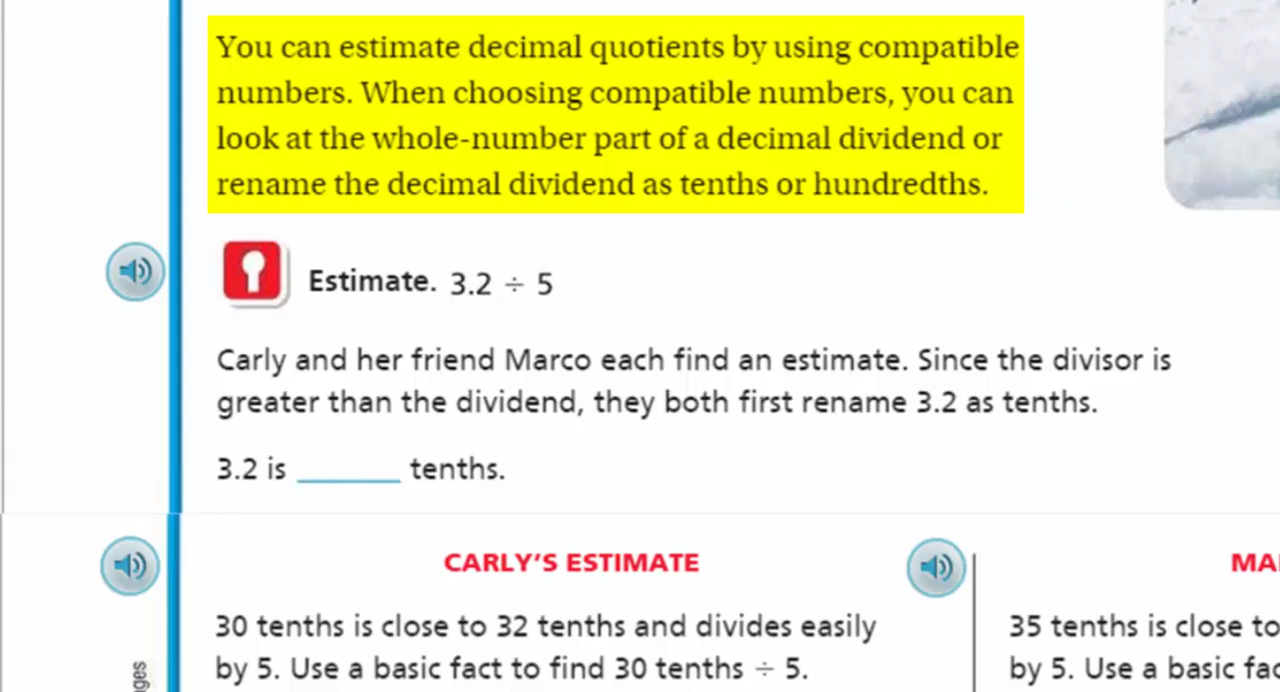 You can estimate decimal quotients by using compatible
numbers. When choosing compatible numbers, you can
look at the whole-number part of a decimal dividend or
rename the decimal dividend as tenths or hundredths.
Estimate. 3.2 ÷ 5
Carly and her friend Marco each find an estimate. Since the divisor is
greater than the dividend, they both first rename 3.2 as tenths.
3.2 is ______ tenths.
CARLY'S ESTIMATE
30 tenths is close to 32 tenths and divides easily
by 5. Use a basic fact to find 30 tenths ÷ 5.
35 tenths is close to
by 5. Use a basic